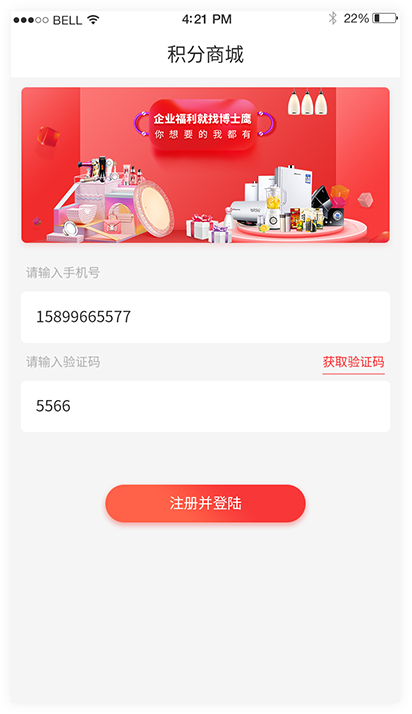 BELL 4:21 PM 22%
积分商城
企业福利就找博士鹰
你想要的我都有
请输入手机号
15899665577
请输入验证码 获取验证码
5566
注册并登陆